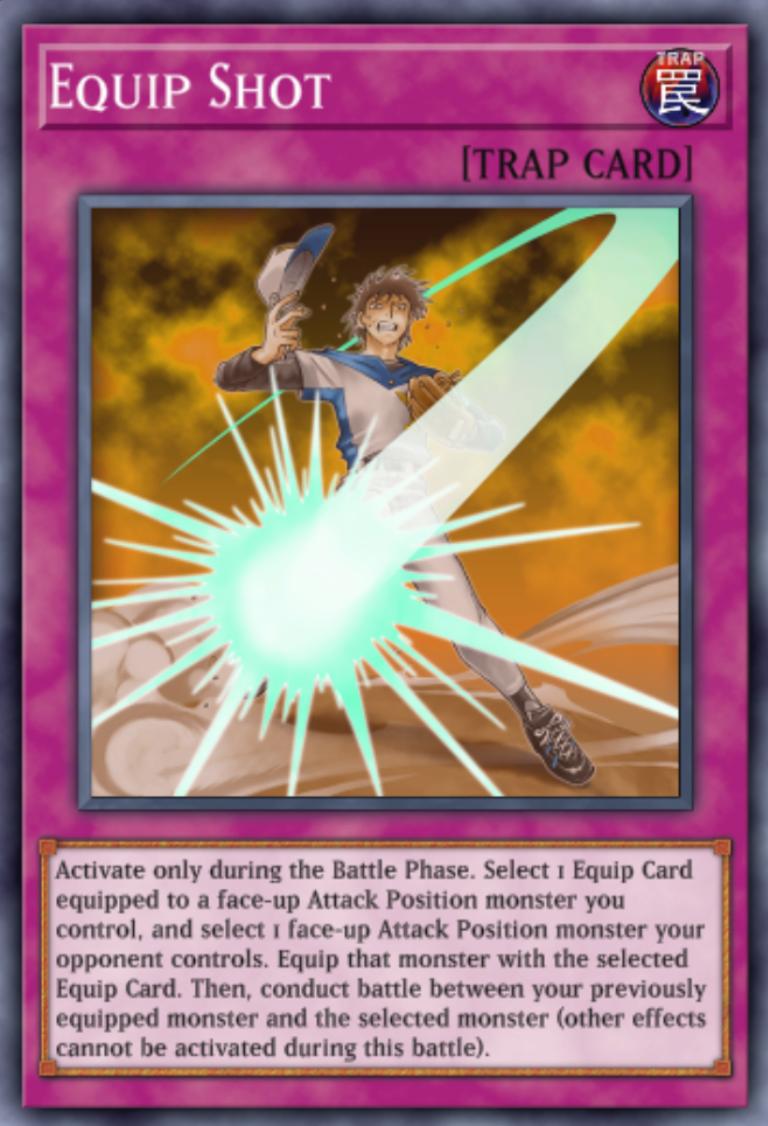 Equip Shot
TRAP
罠
[TRAP CARD]
Activate only during the Battle Phase. Select 1 Equip Card
equipped to a face-up Attack Position monster you
control, and select 1 face-up Attack Position monster your
opponent controls. Equip that monster with the selected
Equip Card. Then, conduct battle between your previously
equipped monster and the selected monster (other effects
cannot be activated during this battle).